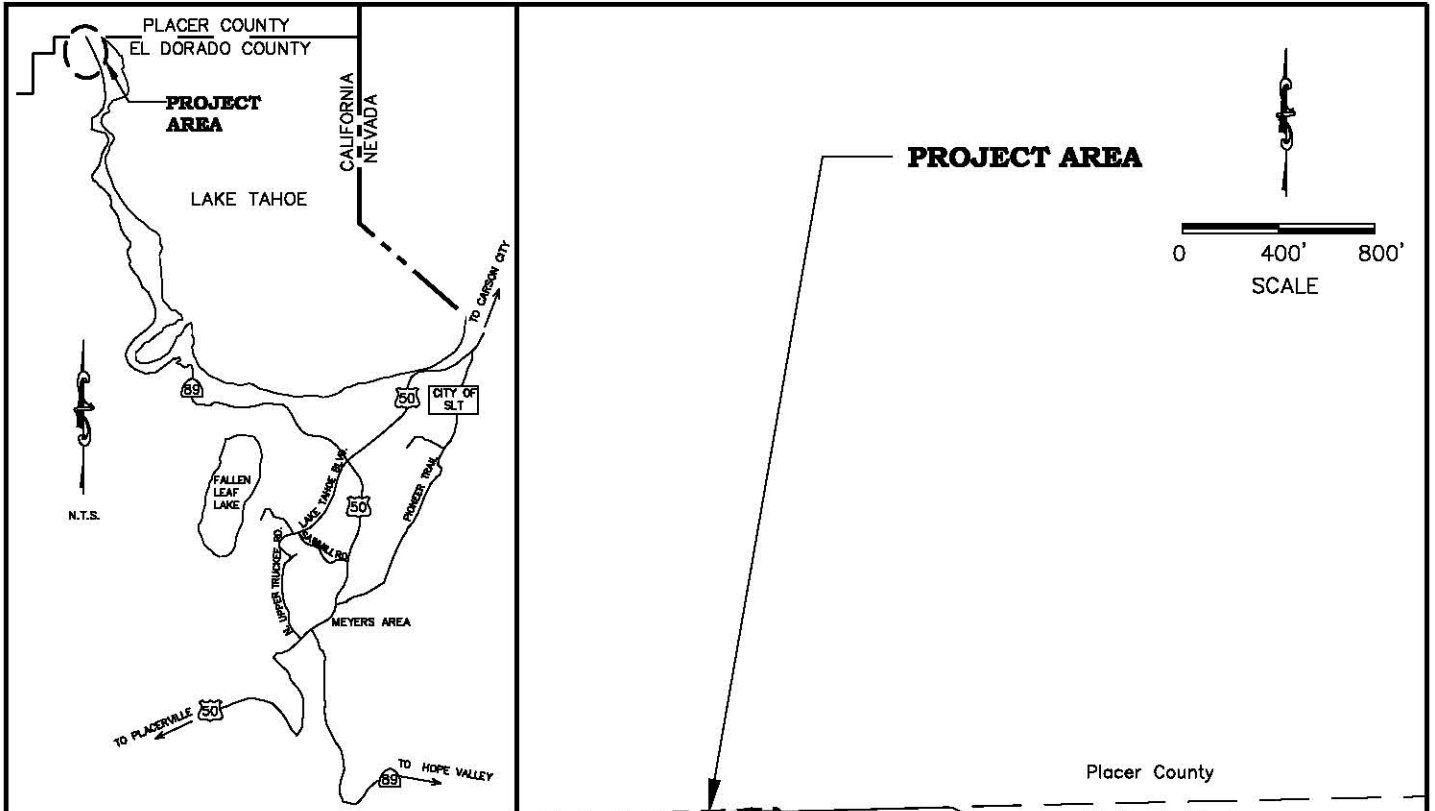 PLACER COUNTY
EL DORADO COUNTY
PROJECT
AREA
CALIFORNIA
NEVADA
LAKE TAHOE
TO CARSON CITY
89
50
CITY OF
SLT
FALLEN
LEAF
LAKE
N.T.S.
LAKE TAHOE BLVD.
50
PIONEER TRAIL
SAWMILL RD.
N. UPPER TRUCKEE RD.
MEYERS AREA
TO PLACERVILLE
50
89
TO HOPE VALLEY
PROJECT AREA
0 400' 800'
SCALE
Placer County